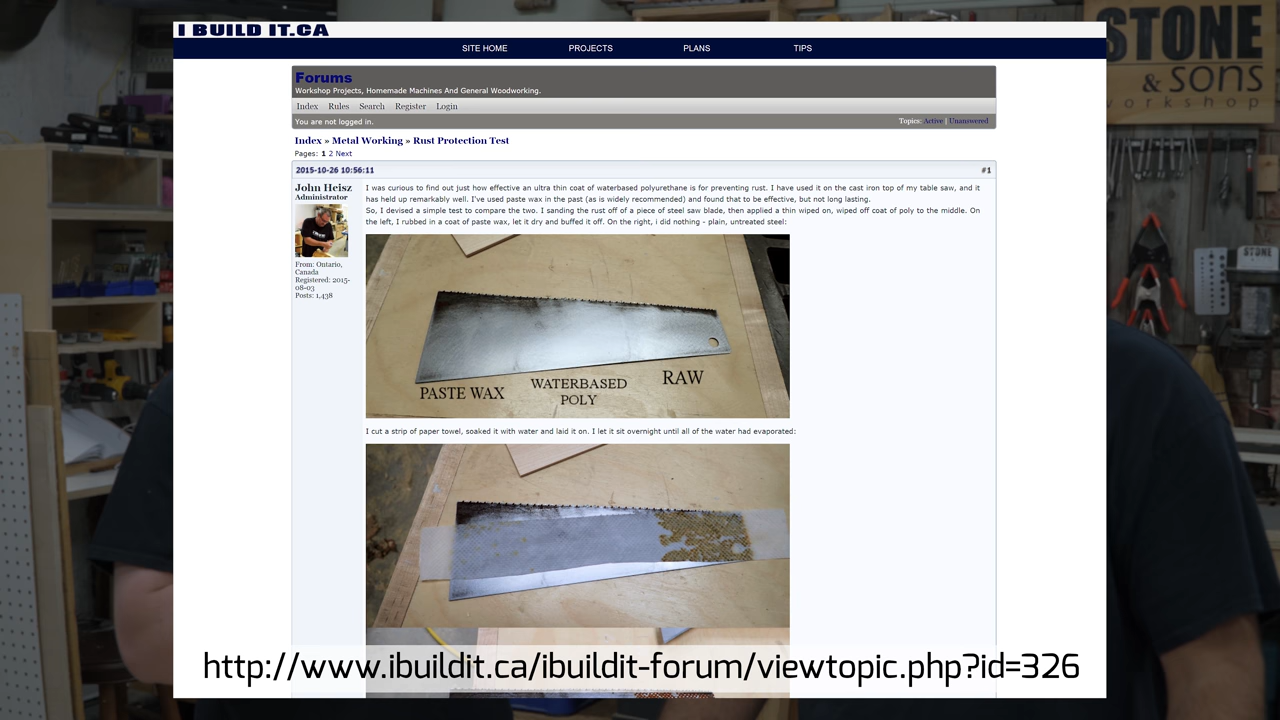 I BUILD IT.CA
SITE HOME PROJECTS PLANS TIPS
Forums
Workshop Projects, Homemade Machines And General Woodworking.
Index Rules Search Register Login
You are not logged in.
Topics: Active | Unanswered
Index » Metal Working » Rust Protection Test
Pages: 1 2 Next
2015-10-26 10:56:11
#1
John Heisz
Administrator
From: Ontario,
Canada
Registered: 2015-
08-03
Posts: 1,438
I was curious to find out just how effective an ultra thin coat of waterbased polyurethane is for preventing rust. I have used it on the cast iron top of my table saw, and it
has held up remarkably well. I've used paste wax in the past (as is widely recommended) and found that to be effective, but not long lasting.
So, I devised a simple test to compare the two. I sanding the rust off of a piece of steel saw blade, then applied a thin wiped on, wiped off coat of poly to the middle. On
the left, I rubbed in a coat of paste wax, let it dry and buffed it off. On the right, i did nothing - plain, untreated steel:
PASTE WAX
WATERBASED
POLY
RAW
I cut a strip of paper towel, soaked it with water and laid it on. I let it sit overnight until all of the water had evaporated:
http://www.ibuildit.ca/ibuildit-forum/viewtopic.php?id=326
STONE
& sons
workshop
STONE